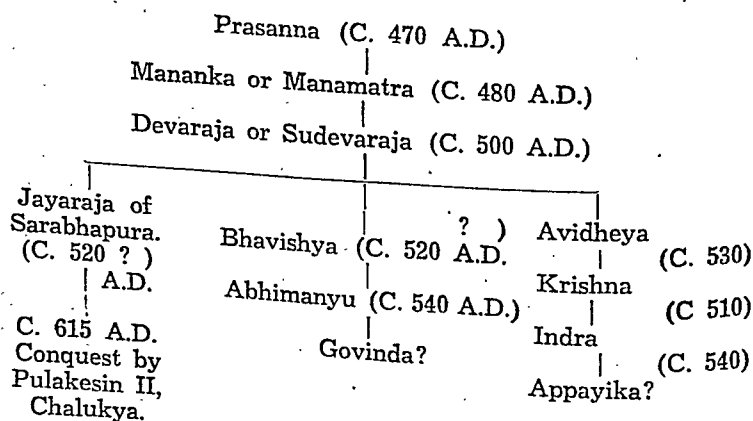 Prasanna (C. 470 A.D.)
Mananka or Manamatra (C. 480 A.D.)
Devaraja or Sudevaraja (C. 500 A.D.)
Jayaraja of
Sarabhapura.
(C. 520 ? )
A.D.
C. 615 A.D.
Conquest by
Pulakesin II,
Chalukya.
? )
Bhavishya (C. 520 A.D.
Abhimanyu (C. 540 A.D.)
Govinda?
Avidheya
(C. 530)
Krishna
(C 510)
Indra
(C. 540)
Appayika?